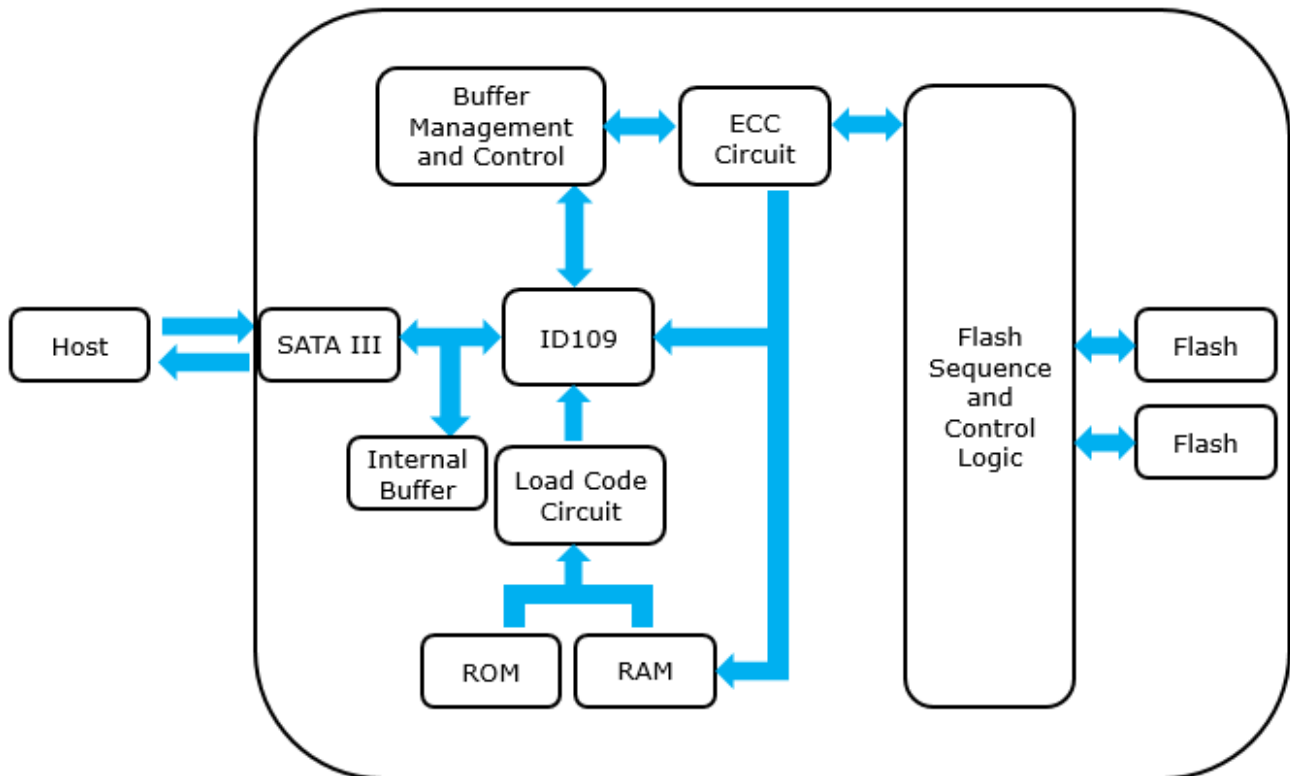 Buffer
Management
and Control
ECC
Circuit
Host
SATA III
ID109
Flash
Sequence
and
Control
Logic
Flash
Flash
Internal
Buffer
Load Code
Circuit
ROM
RAM